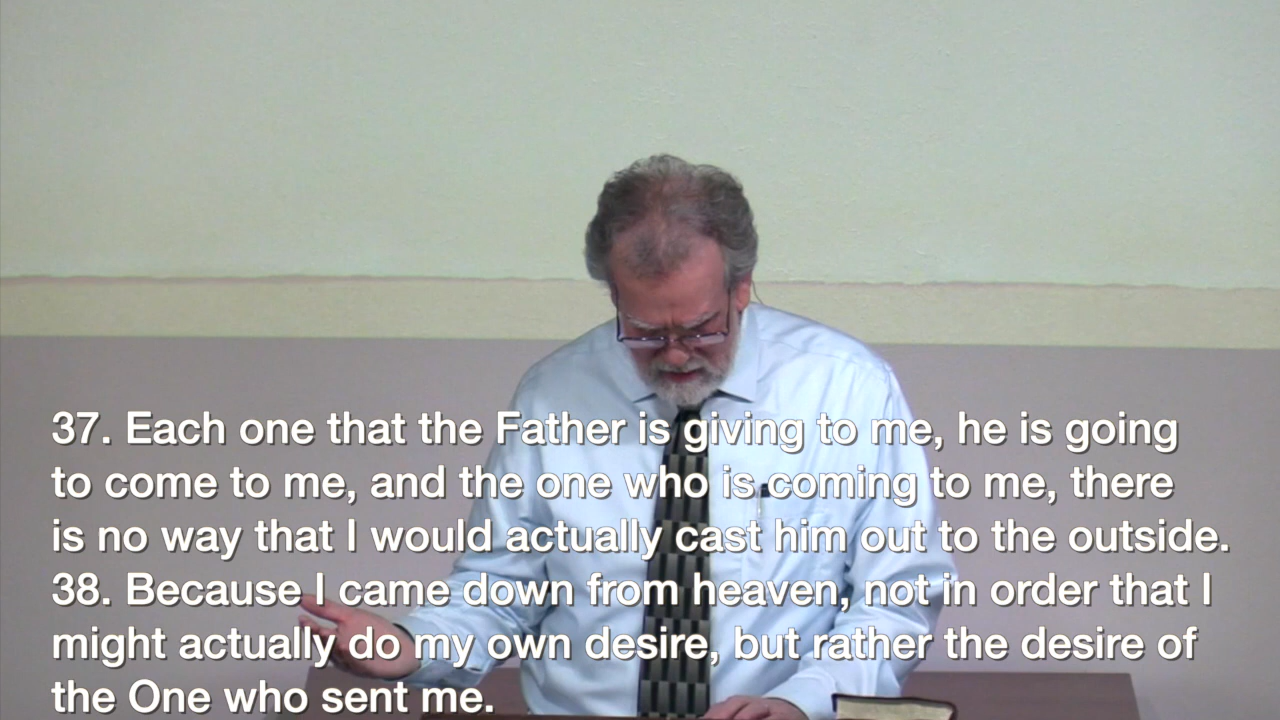 37. Each one that the Father is giving to me, he is going
to come to me, and the one who is coming to me, there
is no way that I would actually cast him out to the outside.
38. Because I came down from heaven, not in order that I
might actually do my own desire, but rather the desire of
the One who sent me.